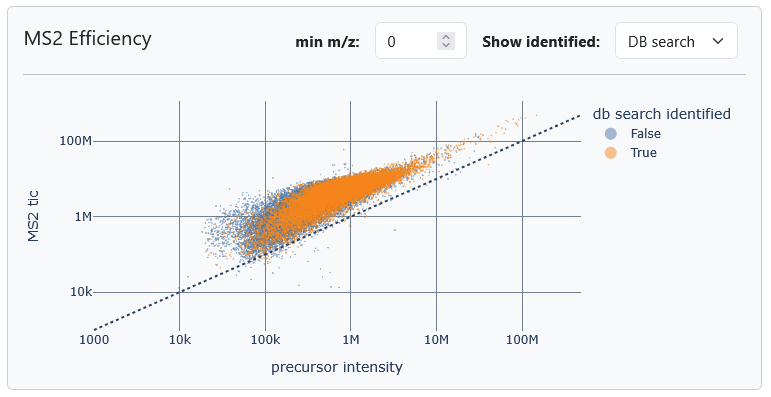 MS2 Efficiency
min m/z: 0
Show identified: DB search
db search identified
False
True
MS2 tic
100M
1M
10k
1000 10k 100k 1M 10M 100M
precursor intensity